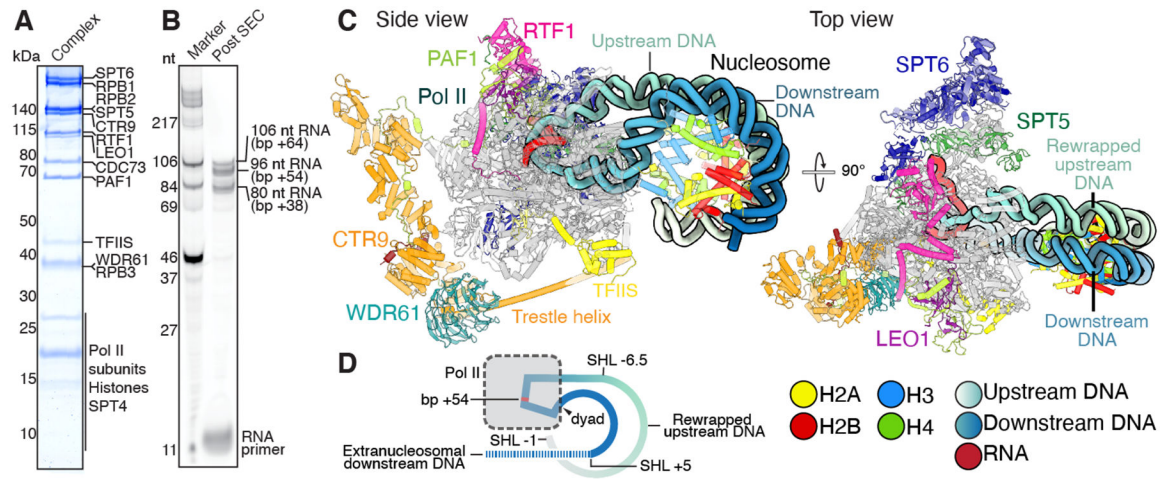 A
Complex
kDa
140
115
80
70
50
40
30
25
15
10
SPT6
RPB1
RPB2
SPT5
CTR9
RTF1
LEO1
CDC73
PAF1
TFIIS
WDR61
RPB3
Pol II
subunits
Histones
SPT4
B
Marker
Post SEC
nt
217
106
84
69
46
37
27
11
106 nt RNA
(bp +64)
96 nt RNA
(bp +54)
80 nt RNA
(bp +38)
RNA
primer
C
Side view
RTF1
PAF1
Pol II
Upstream DNA
Nucleosome
Downstream
DNA
CTR9
WDR61
TFIIS
Trestle helix
90°
Top view
SPT6
SPT5
Rewrapped
upstream
DNA
LEO1
Downstream
DNA
D
Pol II
SHL -6.5
bp +54
dyad
Rewrapped
upstream DNA
SHL -1
Extranucleosomal
downstream DNA
SHL +5
H2A
H3
Upstream DNA
H2B
H4
Downstream DNA
RNA